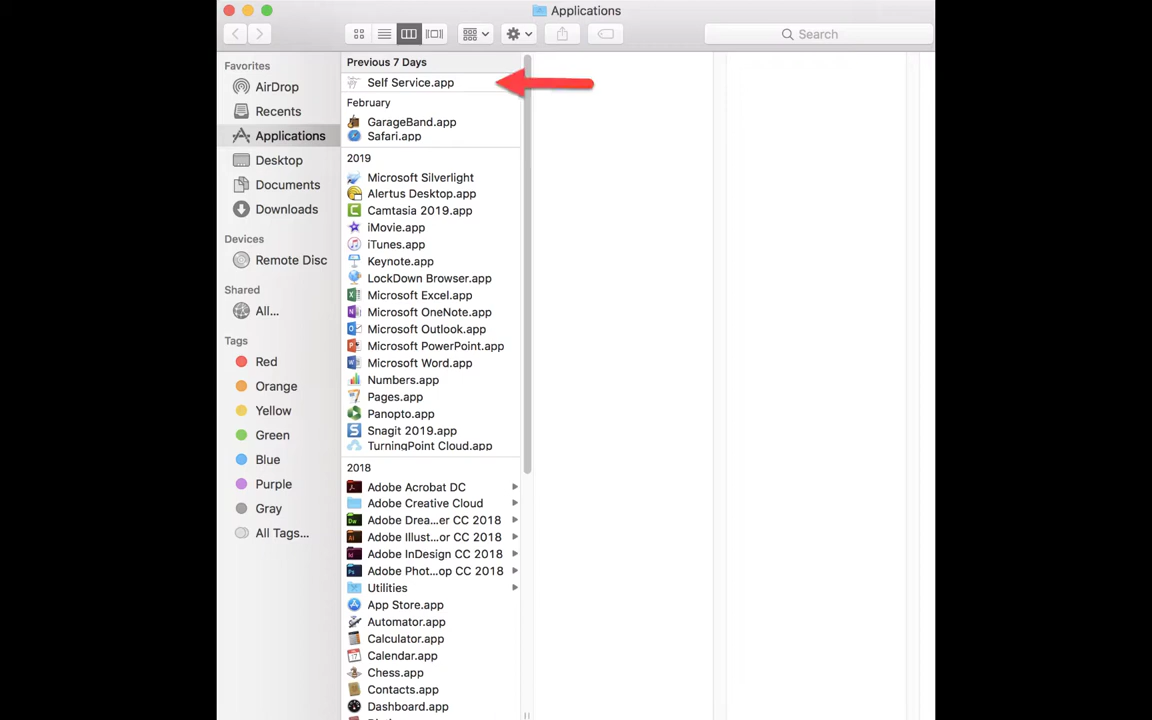 Applications
Search
Favorites
AirDrop
Recents
Applications
Desktop
Documents
Downloads
Devices
Remote Disc
Shared
All...
Tags
Red
Orange
Yellow
Green
Blue
Purple
Gray
All Tags...
Previous 7 Days
Self Service.app
February
GarageBand.app
Safari.app
2019
Microsoft Silverlight
Alertus Desktop.app
Camtasia 2019.app
iMovie.app
iTunes.app
Keynote.app
LockDown Browser.app
Microsoft Excel.app
Microsoft OneNote.app
Microsoft Outlook.app
Microsoft PowerPoint.app
Microsoft Word.app
Numbers.app
Pages.app
Panopto.app
Snagit 2019.app
TurningPoint Cloud.app
2018
Adobe Acrobat DC
Adobe Creative Cloud
Adobe Drea...er CC 2018
Adobe Illust...or CC 2018
Adobe InDesign CC 2018
Adobe Phot...op CC 2018
Utilities
App Store.app
Automator.app
Calculator.app
Calendar.app
Chess.app
Contacts.app
Dashboard.app